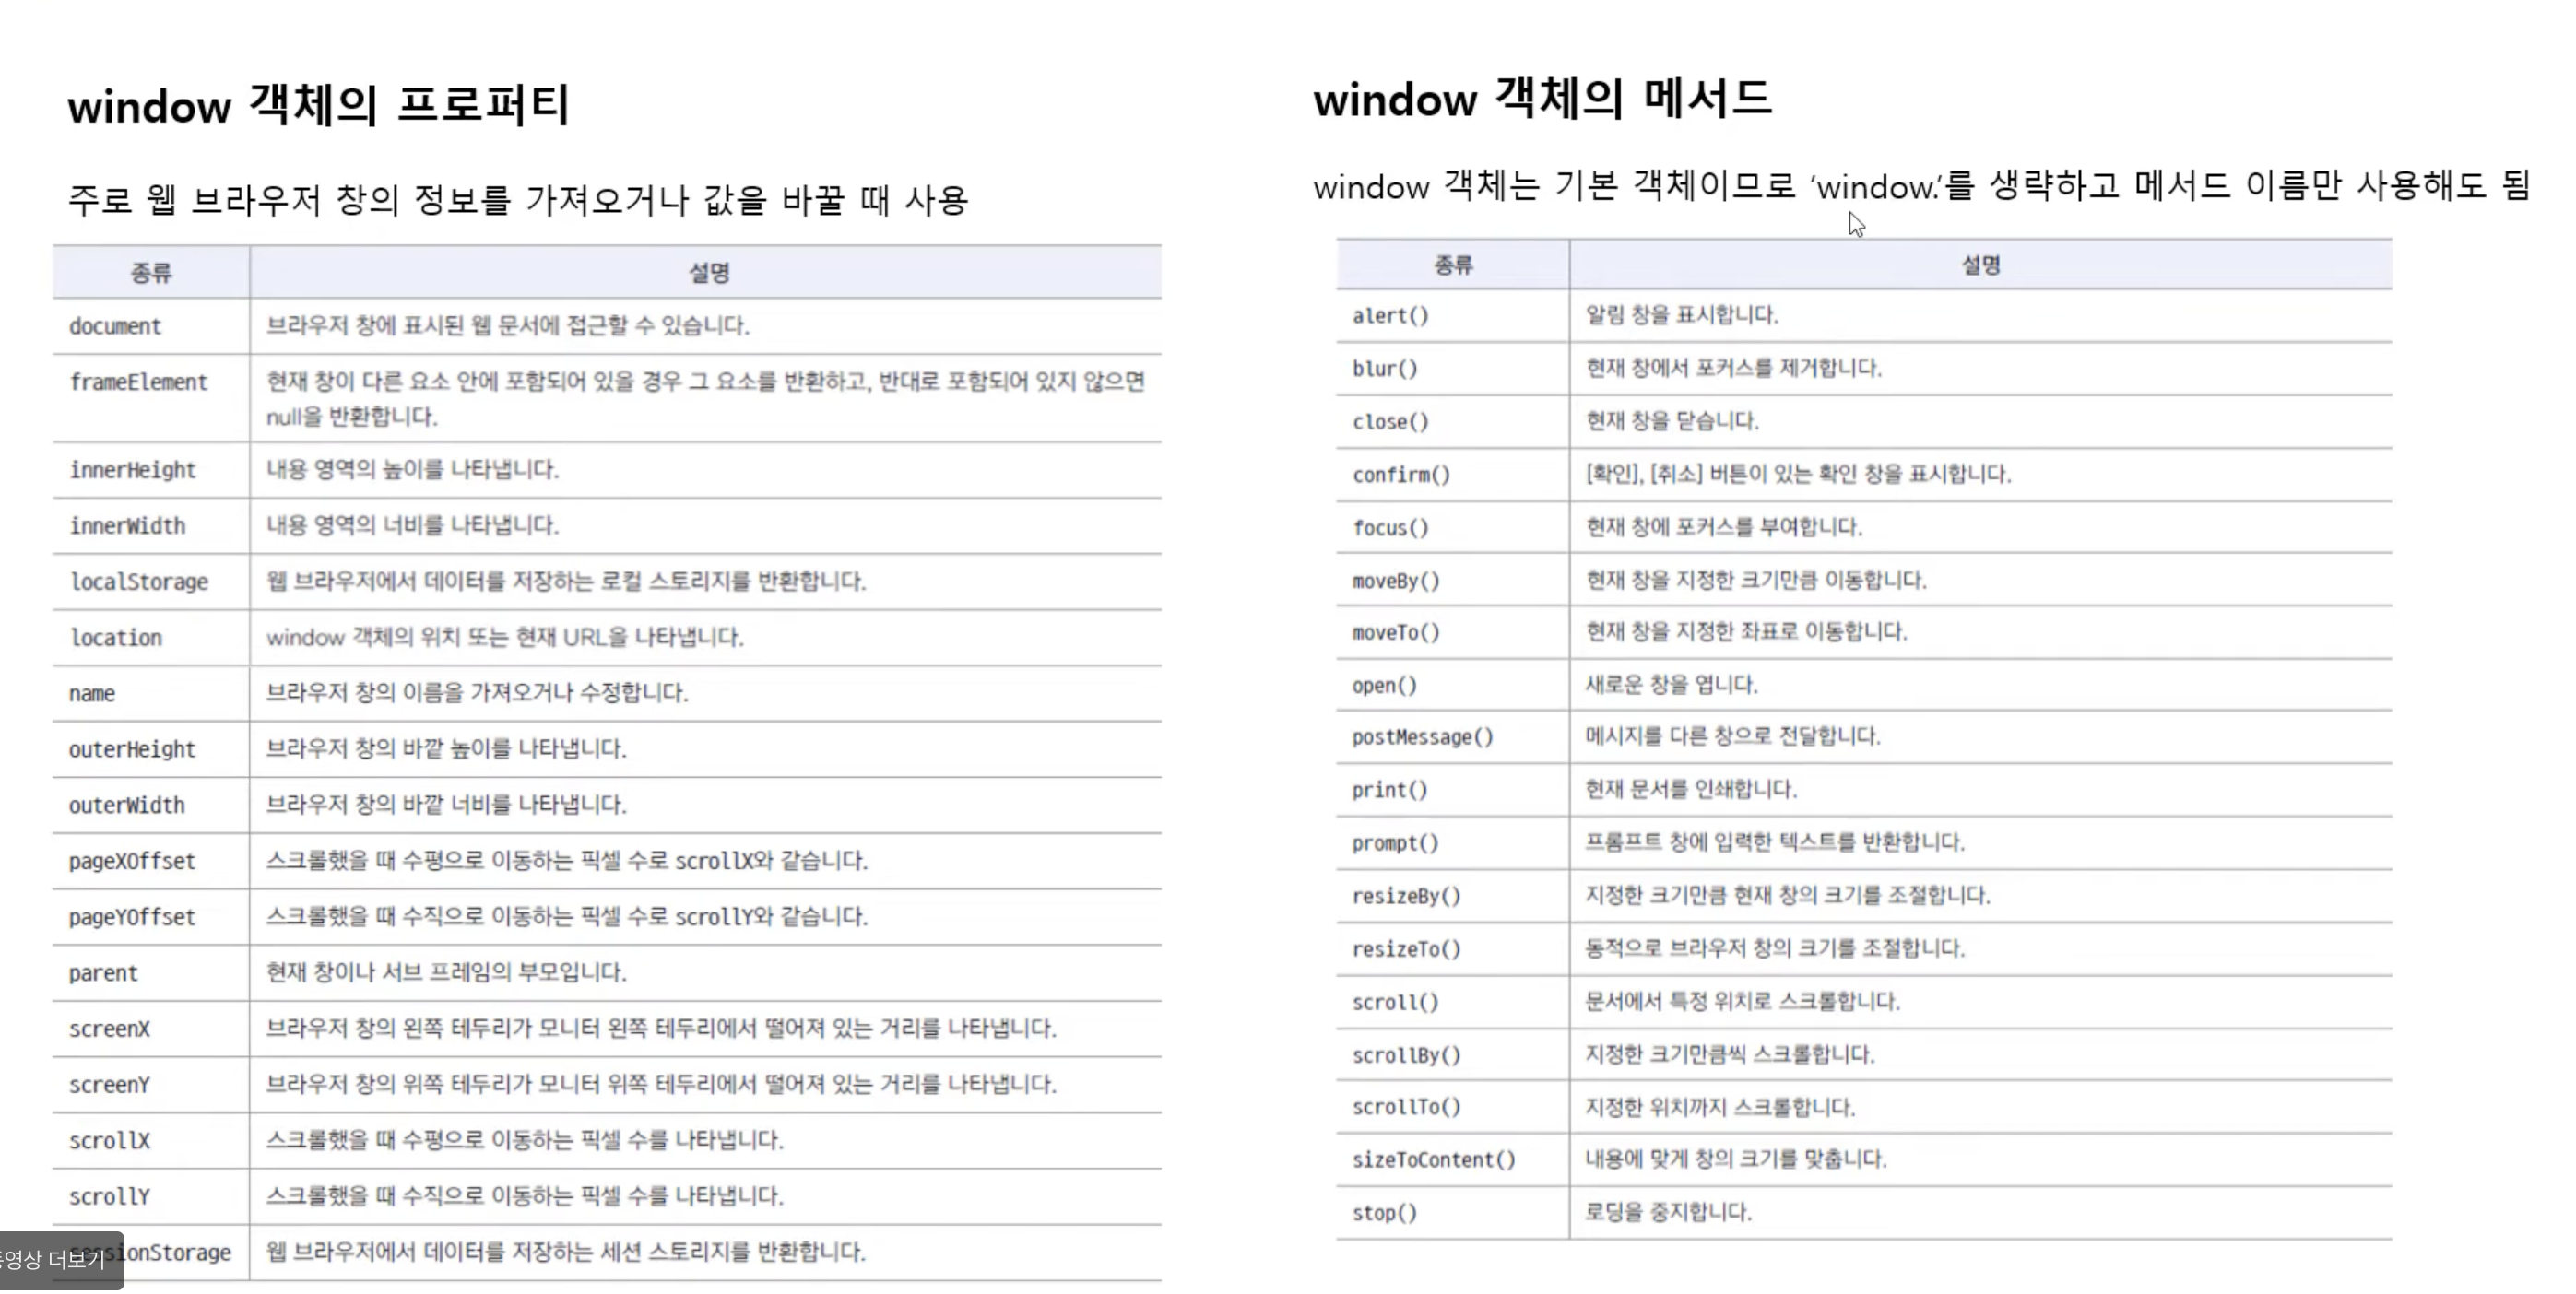 window 객체의 프로퍼티
주로 웹 브라우저 창의 정보를 가져오거나 값을 바꿀 때 사용
종류 설명
document 브라우저 창에 표시된 웹 문서에 접근할 수 있습니다.
frameElement 현재 창이 다른 요소 안에 포함되어 있을 경우 그 요소를 반환하고, 반대로 포함되어 있지 않으면
null을 반환합니다.
innerHeight 내용 영역의 높이를 나타냅니다.
innerWidth 내용 영역의 너비를 나타냅니다.
localStorage 웹 브라우저에서 데이터를 저장하는 로컬 스토리지를 반환합니다.
location window 객체의 위치 또는 현재 URL을 나타냅니다.
name 브라우저 창의 이름을 가져오거나 수정합니다.
outerHeight 브라우저 창의 바깥 높이를 나타냅니다.
outerWidth 브라우저 창의 바깥 너비를 나타냅니다.
pageXOffset 스크롤했을 때 수평으로 이동하는 픽셀 수로 scrollX와 같습니다.
pageYOffset 스크롤했을 때 수직으로 이동하는 픽셀 수로 scrollY와 같습니다.
parent 현재 창이나 서브 프레임의 부모입니다.
screenX 브라우저 창의 왼쪽 테두리가 모니터 왼쪽 테두리에서 떨어져 있는 거리를 나타냅니다.
screenY 브라우저 창의 위쪽 테두리가 모니터 위쪽 테두리에서 떨어져 있는 거리를 나타냅니다.
scrollX 스크롤했을 때 수평으로 이동하는 픽셀 수를 나타냅니다.
scrollY 스크롤했을 때 수직으로 이동하는 픽셀 수를 나타냅니다.
sessionStorage 웹 브라우저에서 데이터를 저장하는 세션 스토리지를 반환합니다.
동영상 더보기
window 객체의 메서드
window 객체는 기본 객체이므로 ‘window.’를 생략하고 메서드 이름만 사용해도 됨
종류 설명
alert() 알림 창을 표시합니다.
blur() 현재 창에서 포커스를 제거합니다.
close() 현재 창을 닫습니다.
confirm() [확인], [취소] 버튼이 있는 확인 창을 표시합니다.
focus() 현재 창에 포커스를 부여합니다.
moveBy() 현재 창을 지정한 크기만큼 이동합니다.
moveTo() 현재 창을 지정한 좌표로 이동합니다.
open() 새로운 창을 엽니다.
postMessage() 메시지를 다른 창으로 전달합니다.
print() 현재 문서를 인쇄합니다.
prompt() 프롬프트 창에 입력한 텍스트를 반환합니다.
resizeBy() 지정한 크기만큼 현재 창의 크기를 조절합니다.
resizeTo() 동적으로 브라우저 창의 크기를 조절합니다.
scroll() 문서에서 특정 위치로 스크롤합니다.
scrollBy() 지정한 크기만큼씩 스크롤합니다.
scrollTo() 지정한 위치까지 스크롤합니다.
sizeToContent() 내용에 맞게 창의 크기를 맞춥니다.
stop() 로딩을 중지합니다.